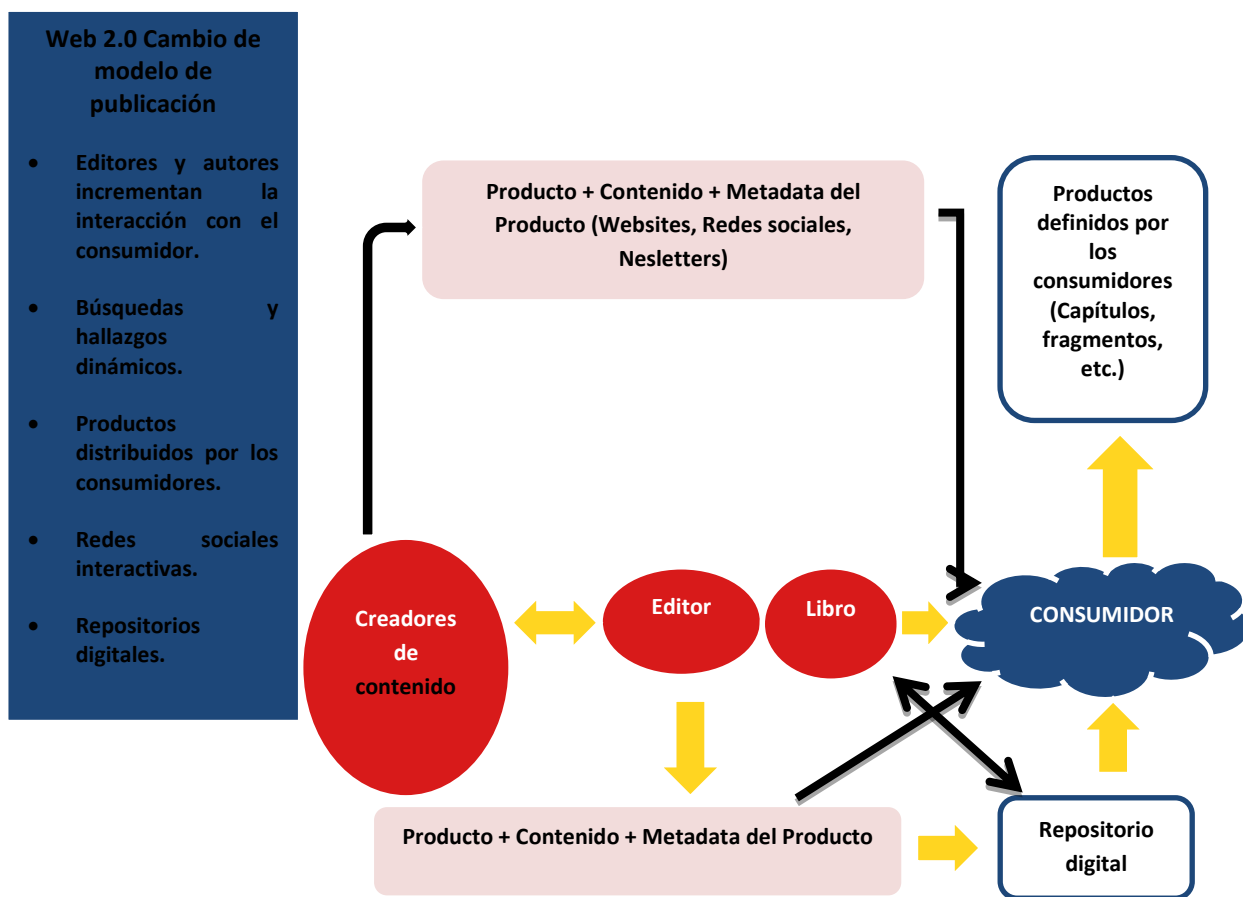 Web 2.0 Cambio de
modelo de
publicación
• Editores y autores
incrementan la
interacción con el
consumidor.
• Búsquedas y
hallazgos
dinámicos.
• Productos
distribuidos por los
consumidores.
• Redes sociales
interactivas.
• Repositorios
digitales.
Producto + Contenido + Metadata del
Producto (Websites, Redes sociales,
Nesletters)
Productos
definidos por
los
consumidores
(Capítulos,
fragmentos,
etc.)
Creadores
de
contenido
Editor
Libro
CONSUMIDOR
Producto + Contenido + Metadata del Producto
Repositorio
digital